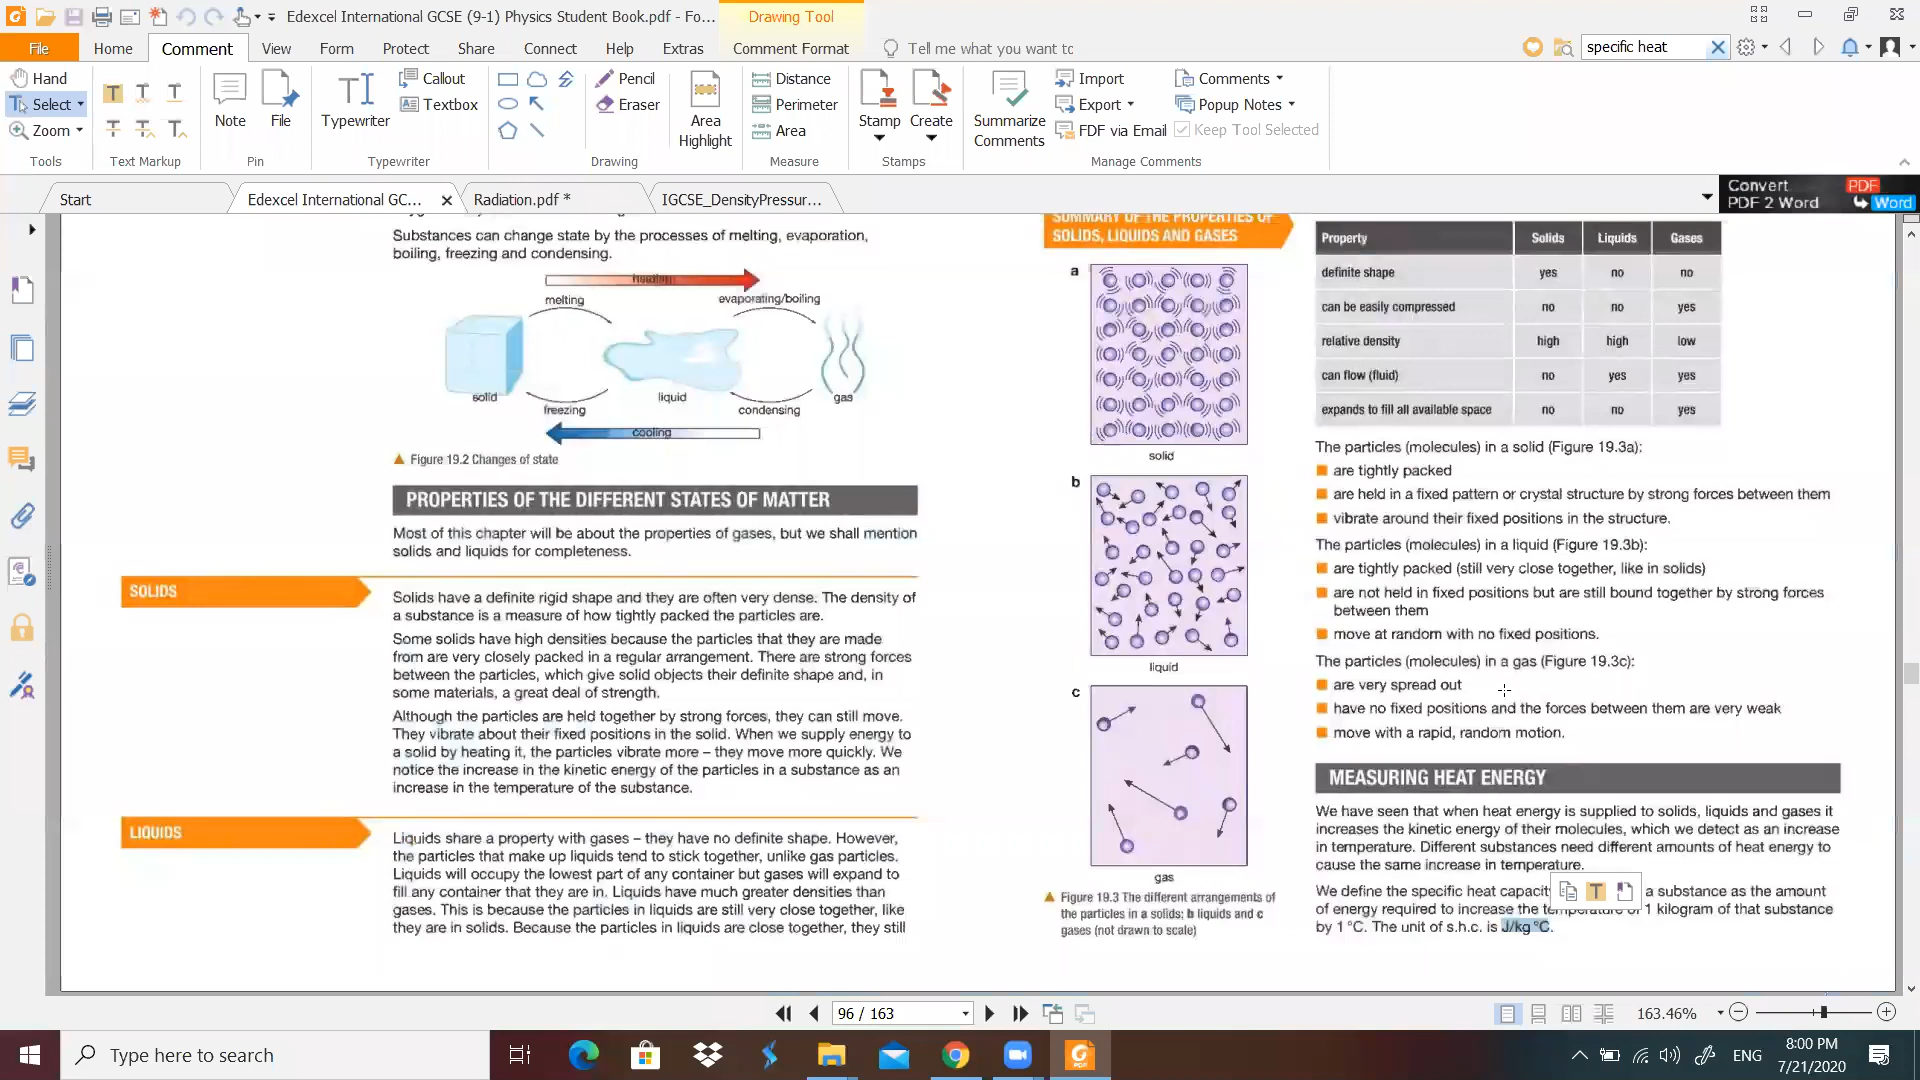 Edexcel International GCSE (9-1) Physics Student Book.pdf - Fo...
Drawing Tool
File
Home
Comment
View
Form
Protect
Share
Connect
Help
Extras
Comment Format
Tell me what you want to
specific heat
Hand
Select
Zoom
Tools
Text Markup
Note
File
Pin
Typewriter
Callout
Textbox
Typewriter
Pencil
Eraser
Drawing
Area
Highlight
Distance
Perimeter
Area
Measure
Stamp
Create
Stamps
Summarize
Comments
Import
Export
FDF via Email
Comments
Popup Notes
Keep Tool Selected
Manage Comments
Start
Edexcel International GC...
Radiation.pdf *
IGCSE_DensityPressur...
Convert
PDF 2 Word
PDF
Word
Substances can change state by the processes of melting, evaporation,
boiling, freezing and condensing.
heating
melting
evaporating/boiling
solid
liquid
gas
freezing
condensing
cooling
Figure 19.2 Changes of state
PROPERTIES OF THE DIFFERENT STATES OF MATTER
Most of this chapter will be about the properties of gases, but we shall mention
solids and liquids for completeness.
SOLIDS
Solids have a definite rigid shape and they are often very dense. The density of
a substance is a measure of how tightly packed the particles are.
Some solids have high densities because the particles that they are made
from are very closely packed in a regular arrangement. There are strong forces
between the particles, which give solid objects their definite shape and, in
some materials, a great deal of strength.
Although the particles are held together by strong forces, they can still move.
They vibrate about their fixed positions in the solid. When we supply energy to
a solid by heating it, the particles vibrate more – they move more quickly. We
notice the increase in the kinetic energy of the particles in a substance as an
increase in the temperature of the substance.
LIQUIDS
Liquids share a property with gases – they have no definite shape. However,
the particles that make up liquids tend to stick together, unlike gas particles.
Liquids will occupy the lowest part of any container but gases will expand to
fill any container that they are in. Liquids have much greater densities than
gases. This is because the particles in liquids are still very close together, like
they are in solids. Because the particles in liquids are close together, they still
SUMMARY OF THE PROPERTIES OF
SOLIDS, LIQUIDS AND GASES
a
solid
b
liquid
c
gas
Figure 19.3 The different arrangements of
the particles in a solids; b liquids and c
gases (not drawn to scale)
Property Solids Liquids Gases
definite shape yes no no
can be easily compressed no no yes
relative density high high low
can flow (fluid) no yes yes
expands to fill all available space no no yes
The particles (molecules) in a solid (Figure 19.3a):
are tightly packed
are held in a fixed pattern or crystal structure by strong forces between them
vibrate around their fixed positions in the structure.
The particles (molecules) in a liquid (Figure 19.3b):
are tightly packed (still very close together, like in solids)
are not held in fixed positions but are still bound together by strong forces
between them
move at random with no fixed positions.
The particles (molecules) in a gas (Figure 19.3c):
are very spread out
have no fixed positions and the forces between them are very weak
move with a rapid, random motion.
MEASURING HEAT ENERGY
We have seen that when heat energy is supplied to solids, liquids and gases it
increases the kinetic energy of their molecules, which we detect as an increase
in temperature. Different substances need different amounts of heat energy to
cause the same increase in temperature.
We define the specific heat capacity a substance as the amount
of energy required to increase the temperature of 1 kilogram of that substance
by 1 °C. The unit of s.h.c. is J/kg °C.
96 / 163
163.46%
Type here to search
ENG
8:00 PM
7/21/2020